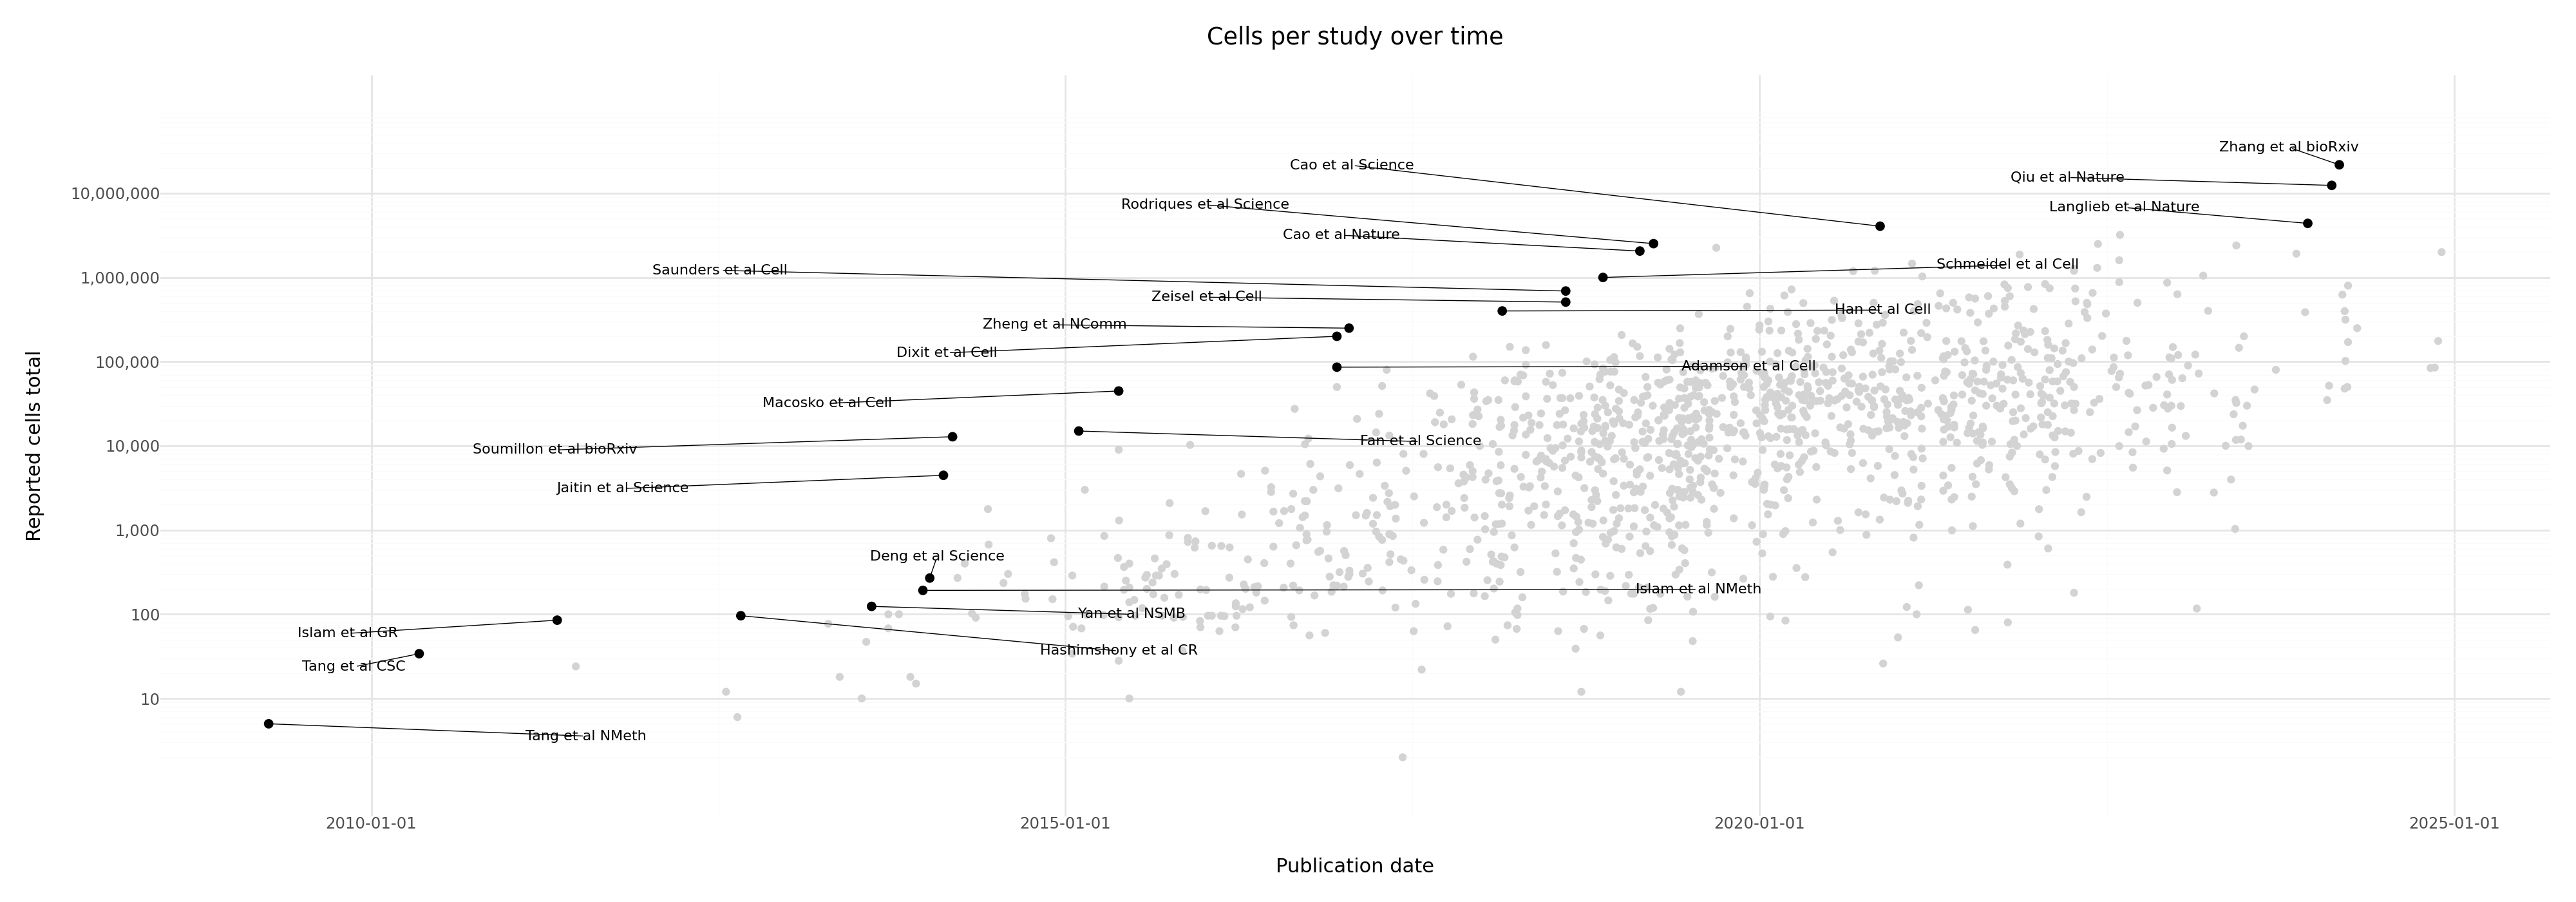 Cells per study over time
Zhang et al bioRxiv
Cao et al Science
Qiu et al Nature
10,000,000
Rodriques et al Science
Langlieb et al Nature
Cao et al Nature
Schmeidel et al Cell
Saunders et al Cell
1,000,000
Zeisel et al Cell
Han et al Cell
Zheng et al NComm
Dixit et al Cell
100,000
Adamson et al Cell
Macosko et al Cell
Reported cells total
Fan et al Science
10,000
Soumillon et al bioRxiv
Jaitin et al Science
1,000
Deng et al Science
Islam et al NMeth
100
Yan et al NSMB
Islam et al GR
Hashimshony et al CR
Tang et al CSC
10
Tang et al NMeth
2010-01-01
2015-01-01
2020-01-01
2025-01-01
Publication date